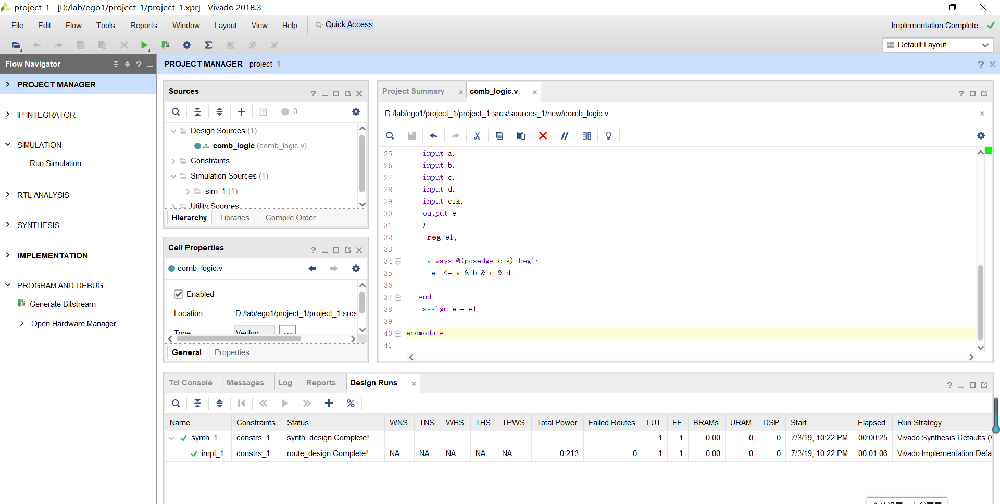 project_1 - [D:/lab/ego1/project_1/project_1.xpr] - Vivado 2018.3
File Edit Flow Tools Reports Window Layout View Help Quick Access
Implementation Complete
Default Layout
Flow Navigator
PROJECT MANAGER - project_1
PROJECT MANAGER
IP INTEGRATOR
SIMULATION
Run Simulation
RTL ANALYSIS
SYNTHESIS
IMPLEMENTATION
PROGRAM AND DEBUG
Generate Bitstream
Open Hardware Manager
Sources
0
Design Sources (1)
comb_logic (comb_logic.v)
Constraints
Simulation Sources (1)
sim_1 (1)
Utility Sources
Hierarchy Libraries Compile Order
Cell Properties
comb_logic.v
Enabled
Location: D:/lab/ego1/project_1/project_1.srcs
Type: Verilog ...
General Properties
Project Summary comb_logic.v
D:/lab/ego1/project_1/project_1.srcs/sources_1/new/comb_logic.v
25 input a,
26 input b,
27 input c,
28 input d,
29 input clk,
30 output e
31 );
32 reg e1;
33
34 always @(posedge clk) begin
35 e1 <= a & b & c & d;
36
37 end
38 assign e = e1;
39
40 endmodule
41
Tcl Console Messages Log Reports Design Runs
Name Constraints Status WNS TNS WHS THS TPWS Total Power Failed Routes LUT FF BRAMs URAM DSP Start Elapsed Run Strategy
synth_1 constrs_1 synth_design Complete! 1 1 0.00 0 0 7/3/19, 10:22 PM 00:00:25 Vivado Synthesis Defaults (
impl_1 constrs_1 route_design Complete! NA NA NA NA NA 0.213 0 1 1 0.00 0 0 7/3/19, 10:22 PM 00:01:06 Vivado Implementation Defa